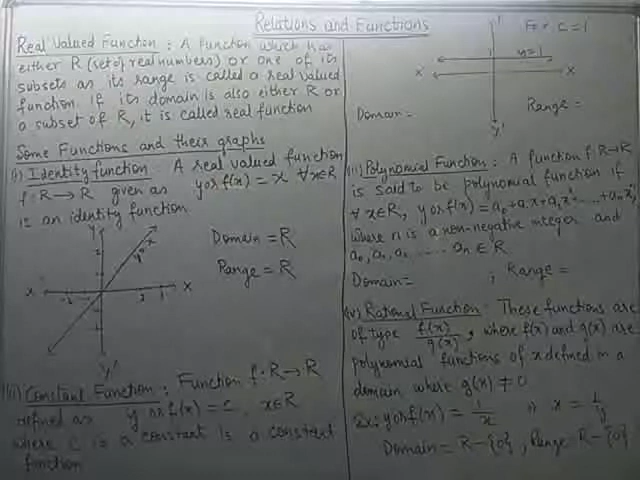 Relations and Functions
Real Valued Function : A function which has
either R (set of real numbers) or one of its
subsets as its range is called a real valued
function. If its domain is also either R or
a subset of R, it is called real function
Some Functions and their graphs
(i) Identity function : A real valued function
f : R → R given as y or f(x) = x ∀ x ∈ R
is an identity function
Y
Domain = R
Range = R
X X
-2 -1 1 2
Y'
(ii) Constant Function : Function f : R → R
defined as y or f(x) = c, x ∈ R
where c is a constant is a constant
function
For c = 1
1 y=1
X X
Y'
Domain = Range =
(iii) Polynomial Function : A function f : R → R
is said to be polynomial function if
∀ x ∈ R, y or f(x) = a₀ + a₁x + a₂x² + ... + aₙxⁿ,
where n is a non-negative integer and
a₀, a₁, a₂ ..... aₙ ∈ R
Domain = ; Range =
(iv) Rational Function : These functions are
of type f(x)/g(x), where f(x) and g(x) are
polynomial functions of x defined in a
domain where g(x) ≠ 0
Ex: y or f(x) = 1/x x = 1/y
Domain = R - {0}, Range R - {0}